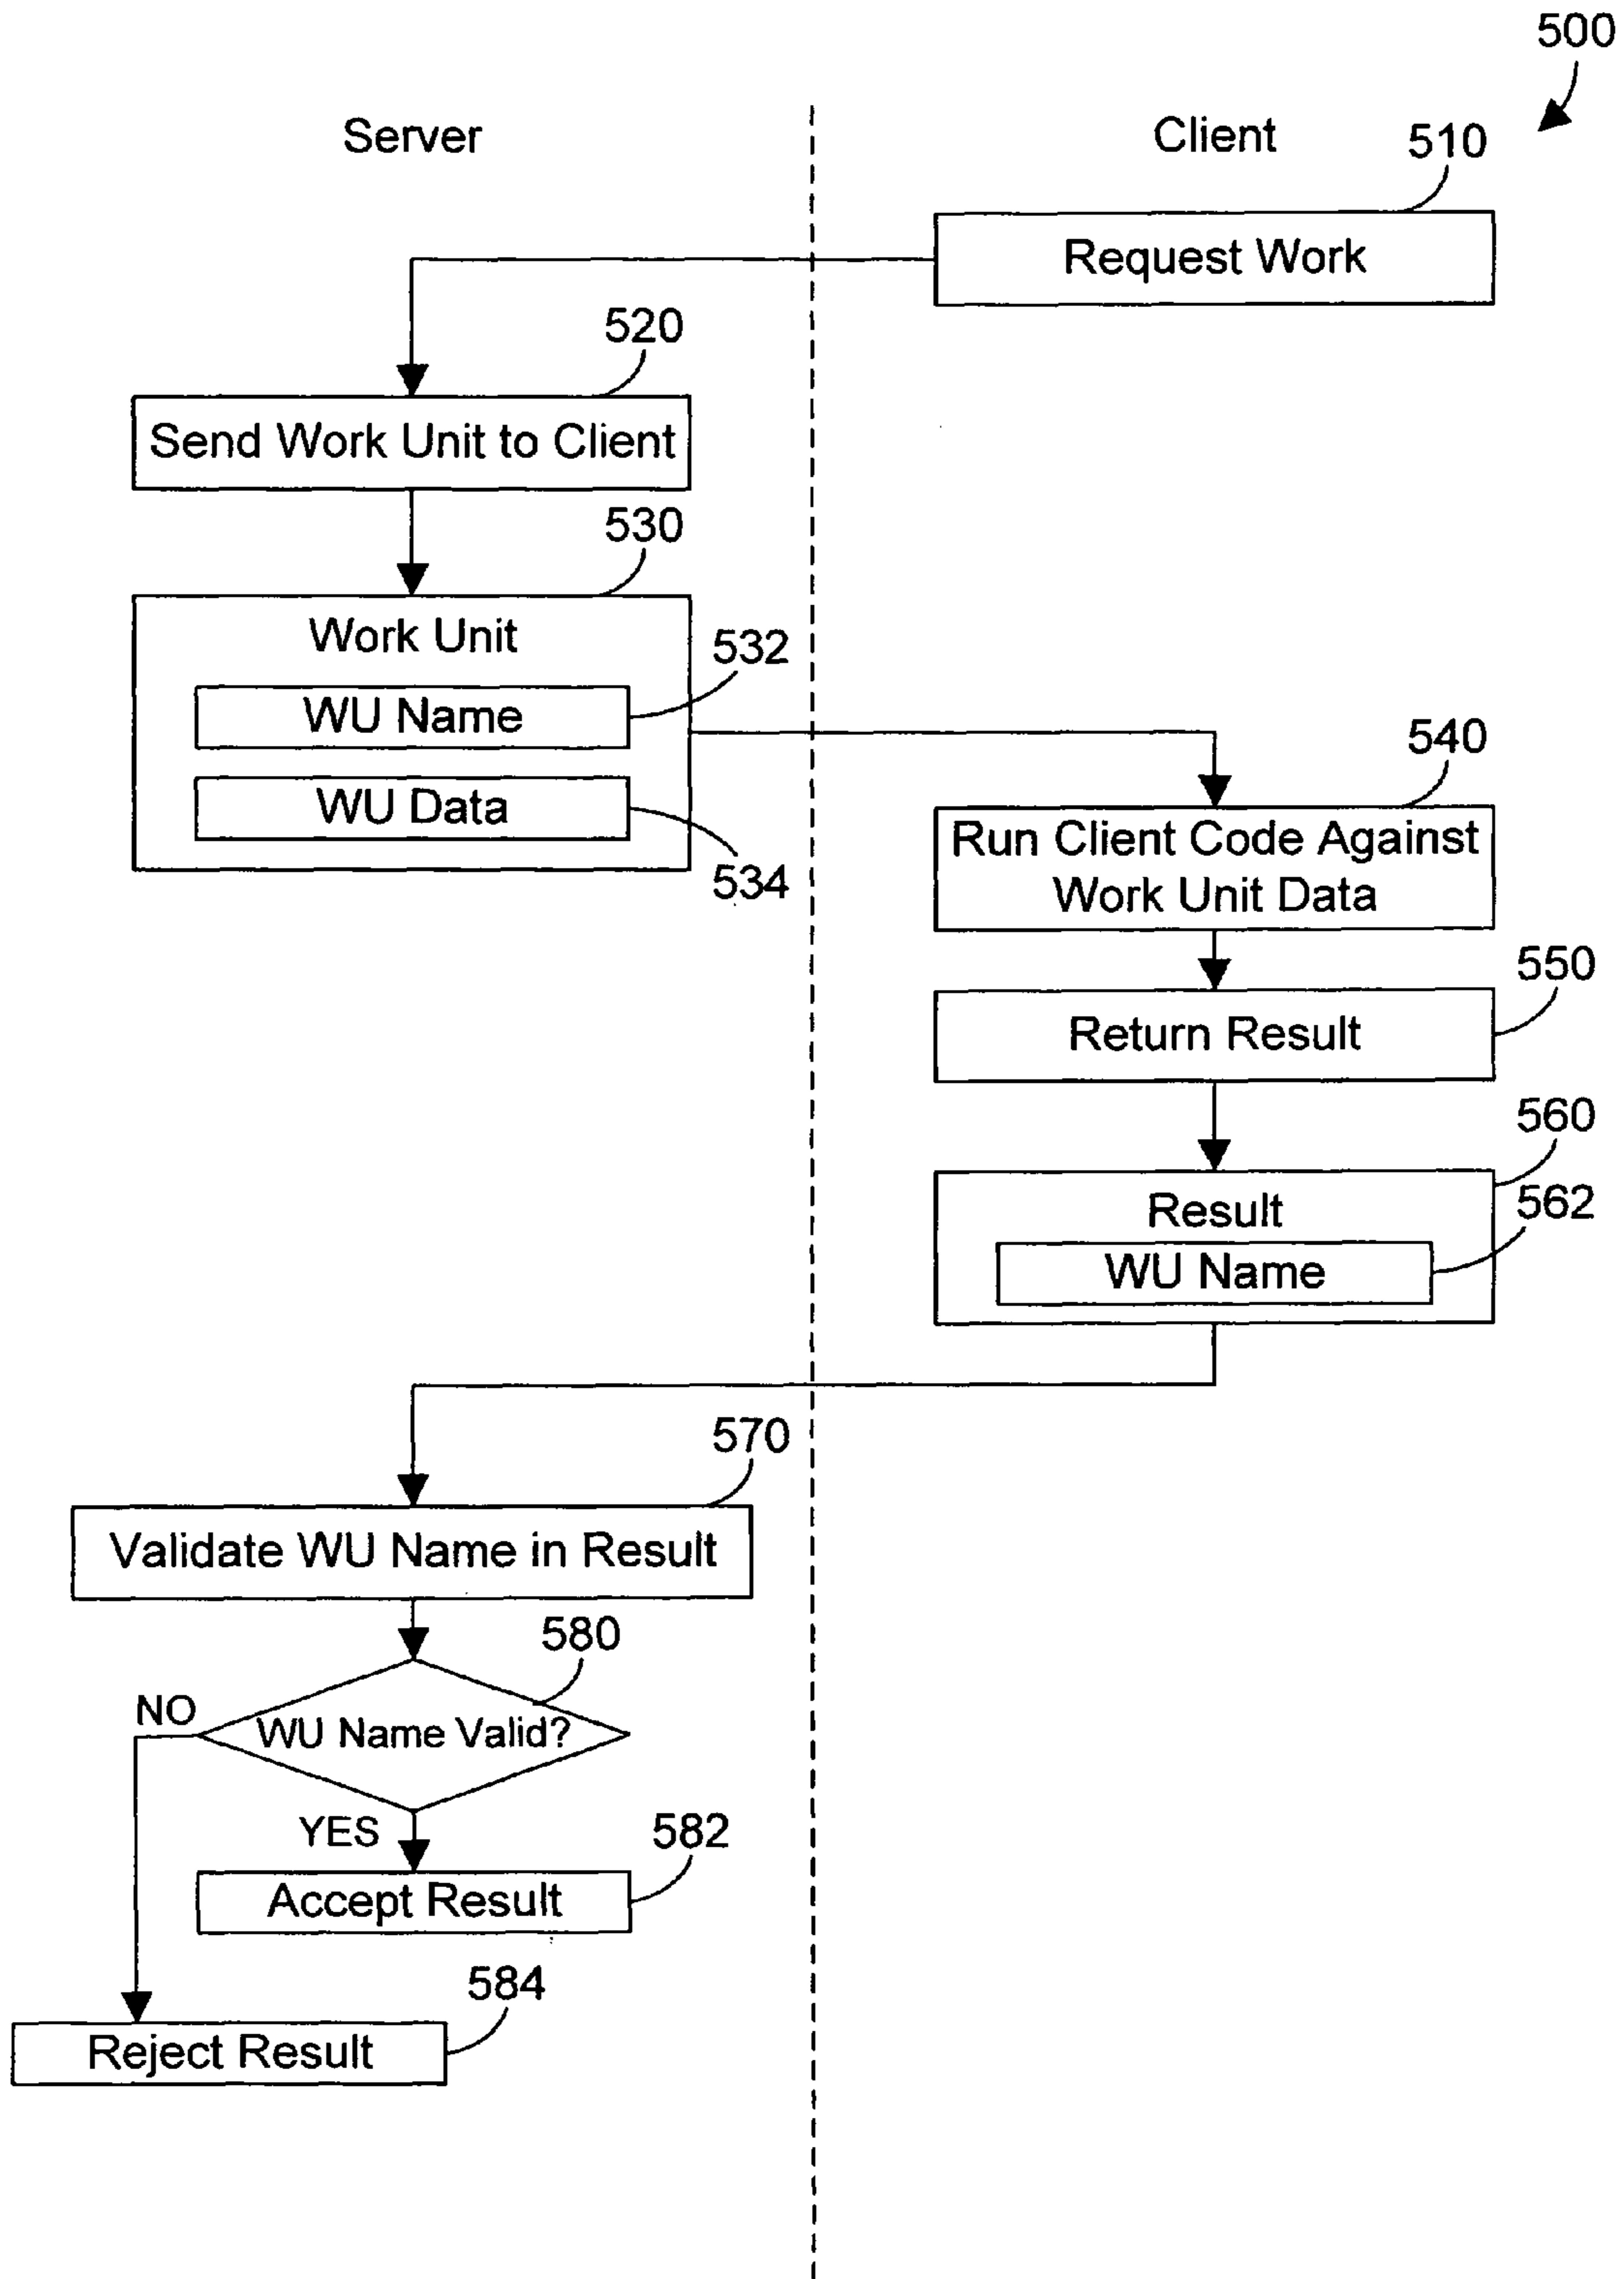 500
Server
Client
510
Request Work
520
Send Work Unit to Client
530
Work Unit
532
WU Name
WU Data
534
540
Run Client Code Against
Work Unit Data
550
Return Result
560
Result
562
WU Name
570
Validate WU Name in Result
580
NO
WU Name Valid?
YES
582
Accept Result
584
Reject Result